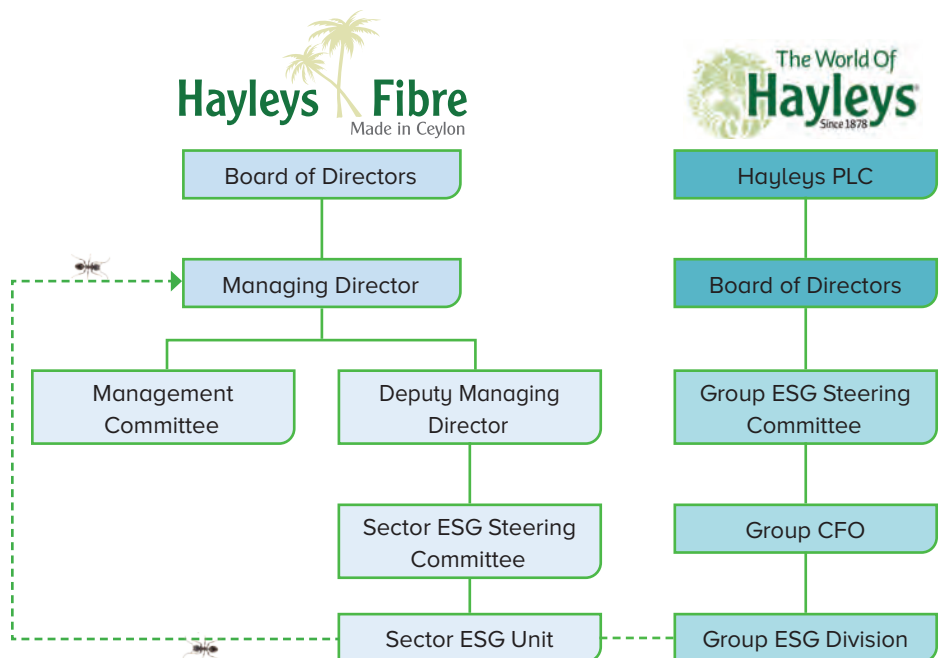 Hayleys Fibre
Made in Ceylon
Board of Directors
Managing Director
Management
Committee
Deputy Managing
Director
Sector ESG Steering
Committee
Sector ESG Unit
The World Of
Hayleys
Since 1878
Hayleys PLC
Board of Directors
Group ESG Steering
Committee
Group CFO
Group ESG Division